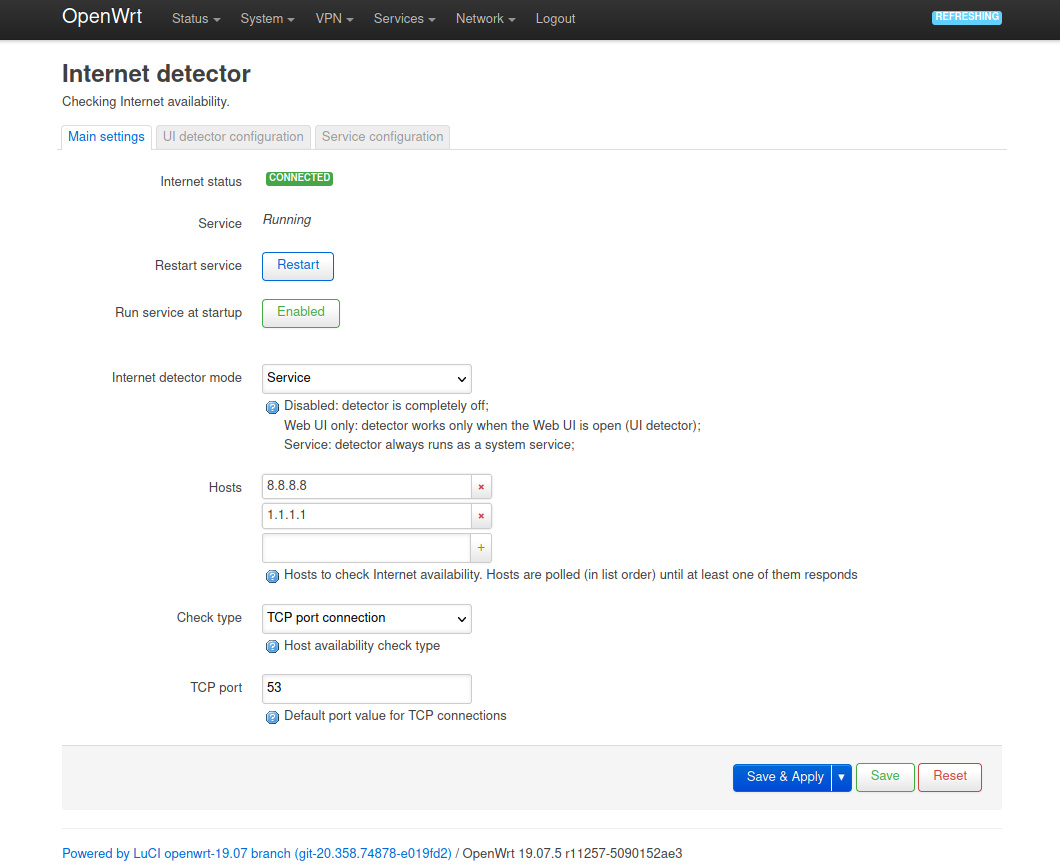 OpenWrt Status System VPN Services Network Logout REFRESHING
Internet detector
Checking Internet availability.
Main settings UI detector configuration Service configuration
Internet status CONNECTED
Service Running
Restart service Restart
Run service at startup Enabled
Internet detector mode Service
Disabled: detector is completely off;
Web UI only: detector works only when the Web UI is open (UI detector);
Service: detector always runs as a system service;
Hosts 8.8.8.8 ×
1.1.1.1 ×
+
Hosts to check Internet availability. Hosts are polled (in list order) until at least one of them responds
Check type TCP port connection
Host availability check type
TCP port 53
Default port value for TCP connections
Save & Apply Save Reset
Powered by LuCI openwrt-19.07 branch (git-20.358.74878-e019fd2) / OpenWrt 19.07.5 r11257-5090152ae3